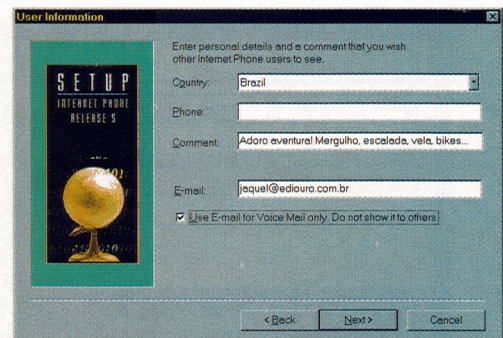 User Information
SETUP
INTERNET PHONE
RELEASE 5
Enter personal details and a comment that you wish
other Internet Phone users to see.
Country: Brazil
Phone:
Comment: Adoro aventura! Mergulho, escalada, vela, bikes...
E-mail: jaquel@ediouro.com.br
Use E-mail for Voice Mail only. Do not show it to others
< Back
Next >
Cancel